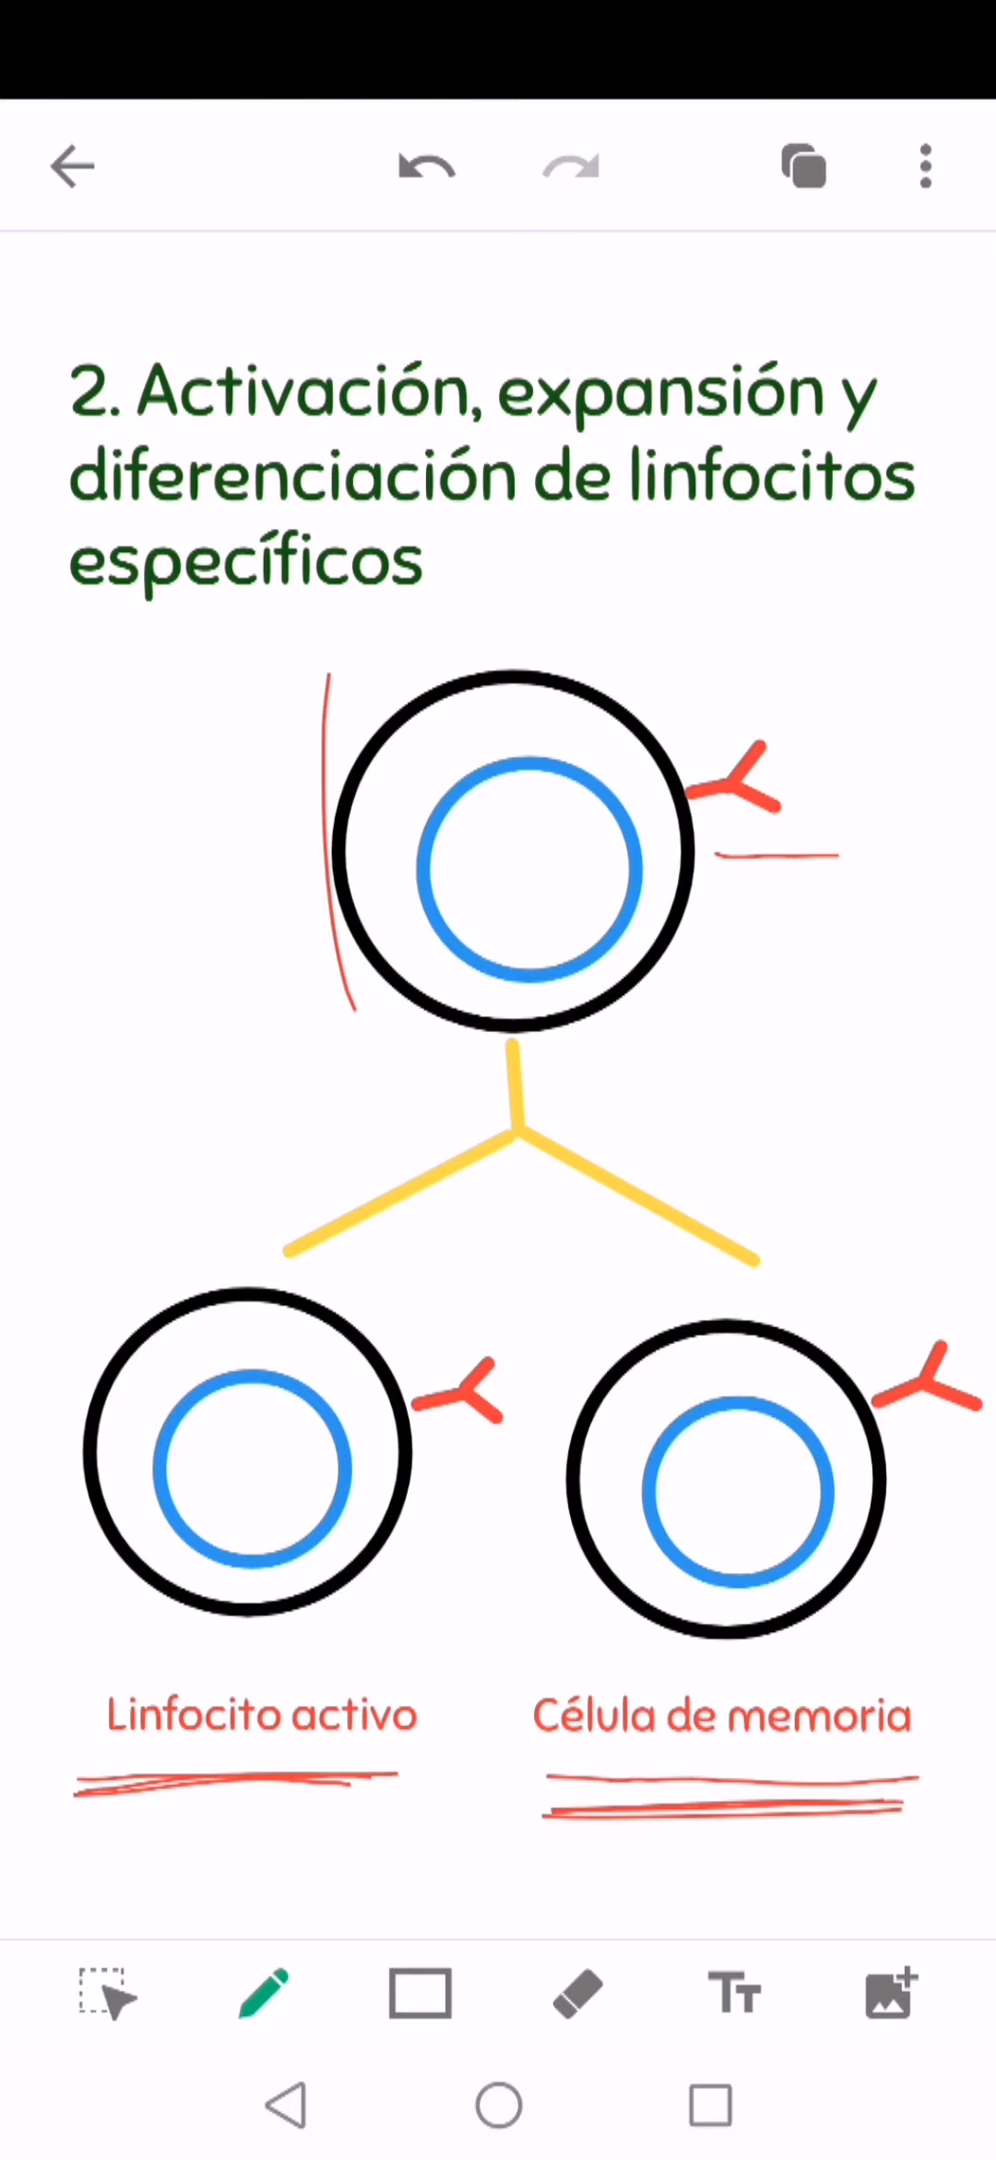 2. Activación, expansión y
diferenciación de linfocitos
específicos
Linfocito activo
Célula de memoria